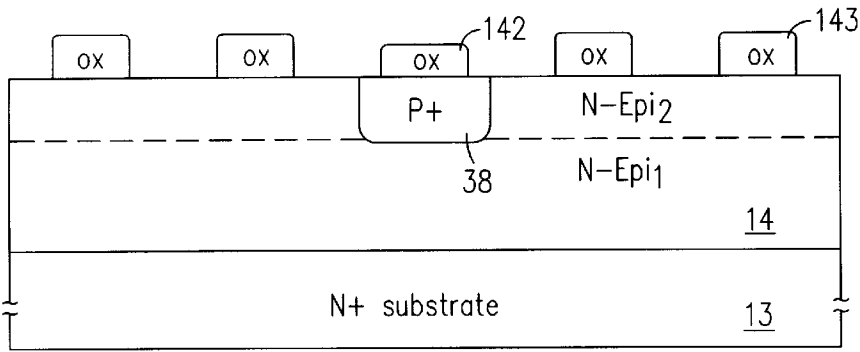 142
143
OX OX OX OX OX
P+
N-Epi2
38
N-Epi1
14
N+ substrate
13